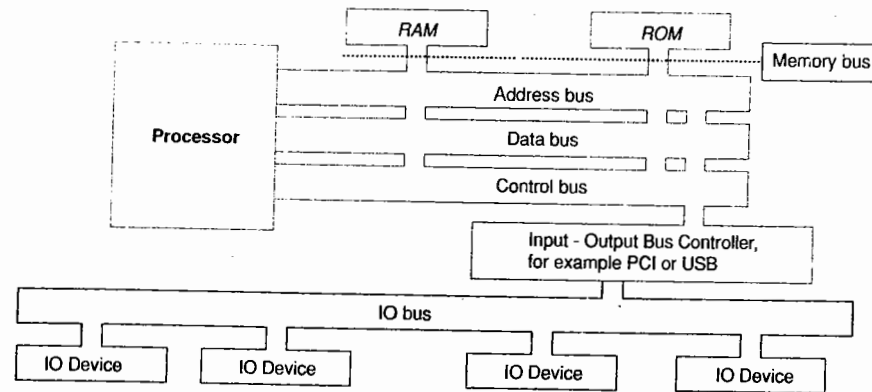 RAM
ROM
Memory bus
Address bus
Processor
Data bus
Control bus
Input - Output Bus Controller,
for example PCI or USB
IO bus
IO Device
IO Device
IO Device
IO Device